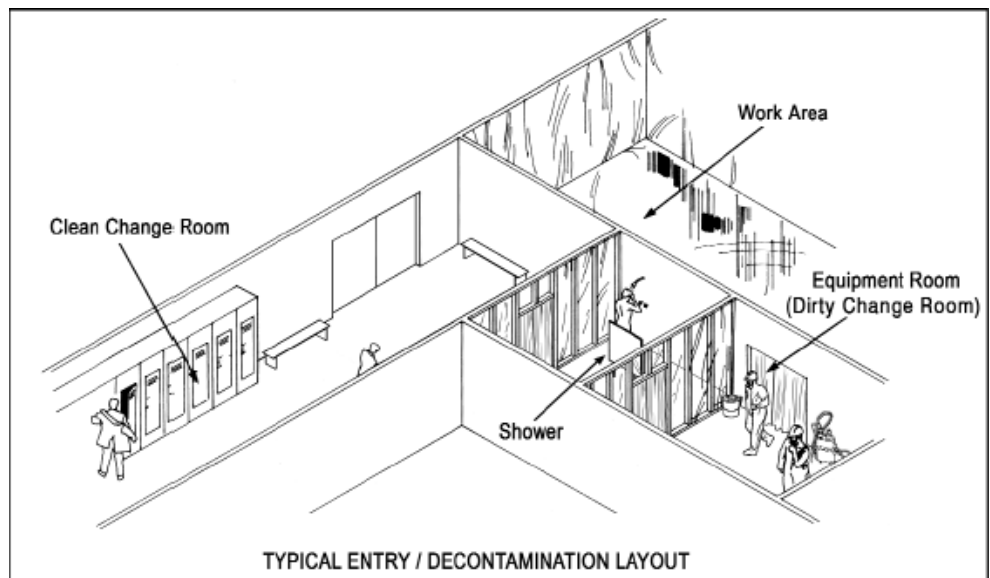 Work Area
Clean Change Room
Equipment Room
(Dirty Change Room)
Shower
TYPICAL ENTRY / DECONTAMINATION LAYOUT